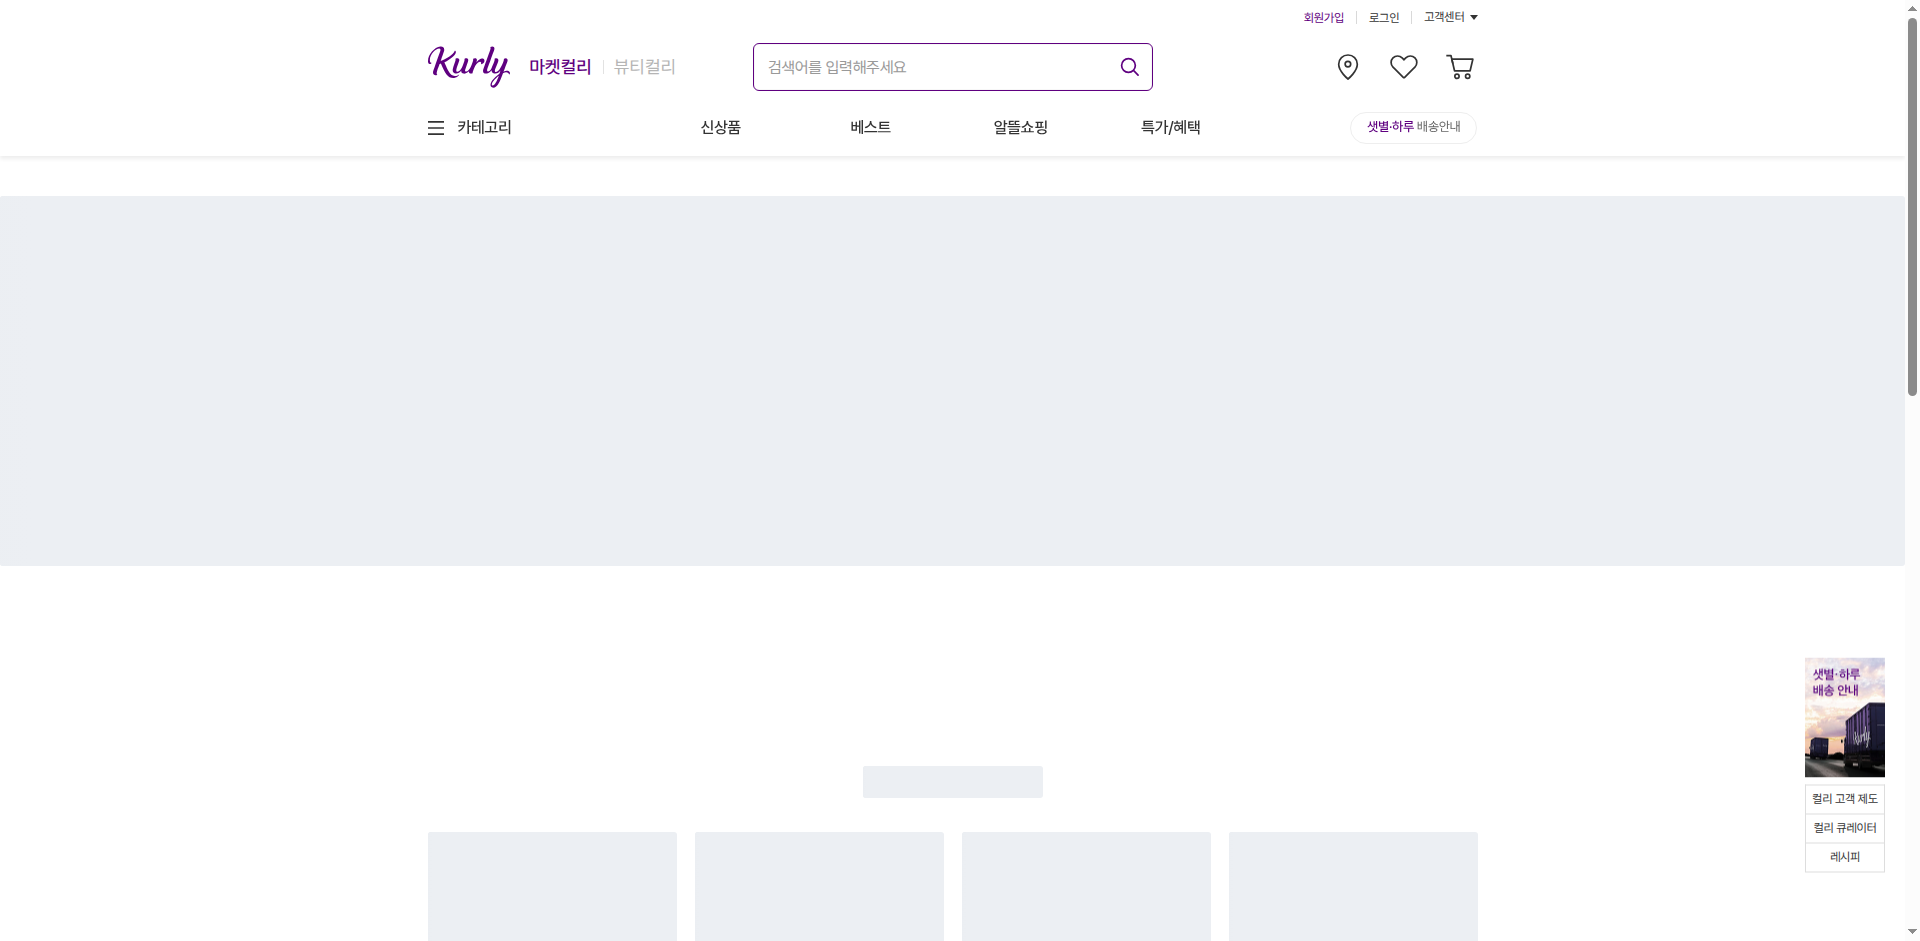 회원가입
로그인
고객센터
Kurly
마켓컬리
뷰티컬리
검색어를 입력해주세요
카테고리
신상품
베스트
알뜰쇼핑
특가/혜택
샛별·하루 배송안내
샛별·하루
배송 안내
Kurly
컬리 고객 제도
컬리 큐레이터
레시피